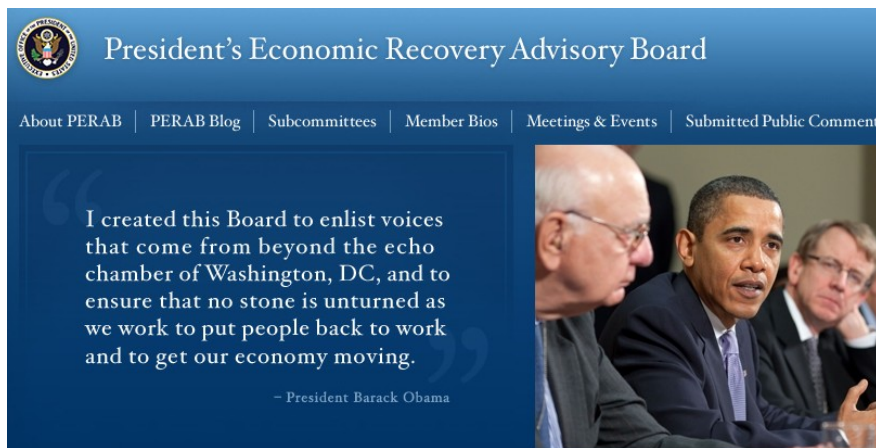 President's Economic Recovery Advisory Board
About PERAB
PERAB Blog
Subcommittees
Member Bios
Meetings & Events
Submitted Public Comment
“
I created this Board to enlist voices
that come from beyond the echo
chamber of Washington, DC, and to
ensure that no stone is unturned as
we work to put people back to work
and to get our economy moving.
”
– President Barack Obama